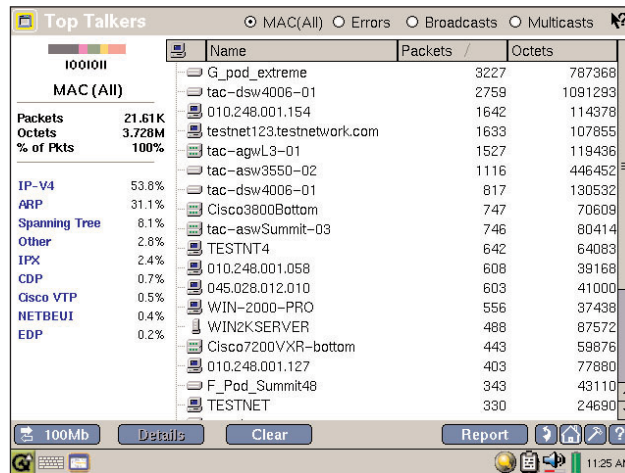 Top Talkers
MAC(All) Errors Broadcasts Multicasts
1001011
MAC (All)
Packets 21.61K
Octets 3.728M
% of Pkts 100%
IP-V4 53.8%
ARP 31.1%
Spanning Tree 8.1%
Other 2.8%
IPX 2.4%
CDP 0.7%
Cisco VTP 0.5%
NETBEUI 0.4%
EDP 0.2%
Name Packets / Octets
G_pod_extreme 3227 787368
tac-dsw4006-01 2759 1091293
010.248.001.154 1642 114378
testnet123.testnetwork.com 1633 107855
tac-agwL3-01 1527 119436
tac-asw3550-02 1116 446452
tac-dsw4006-01 817 130532
Cisco3800Bottom 747 70609
tac-aswSummit-03 746 80414
TESTNT4 642 64083
010.248.001.058 608 39168
045.028.012.010 603 41000
WIN-2000-PRO 556 37438
WIN2KSERVER 488 87572
Cisco7200VXR-bottom 443 59876
010.248.001.127 403 77880
F_Pod_Summit48 343 43110
TESTNET 330 24690
100Mb Details Clear Report ?
11:25 AM